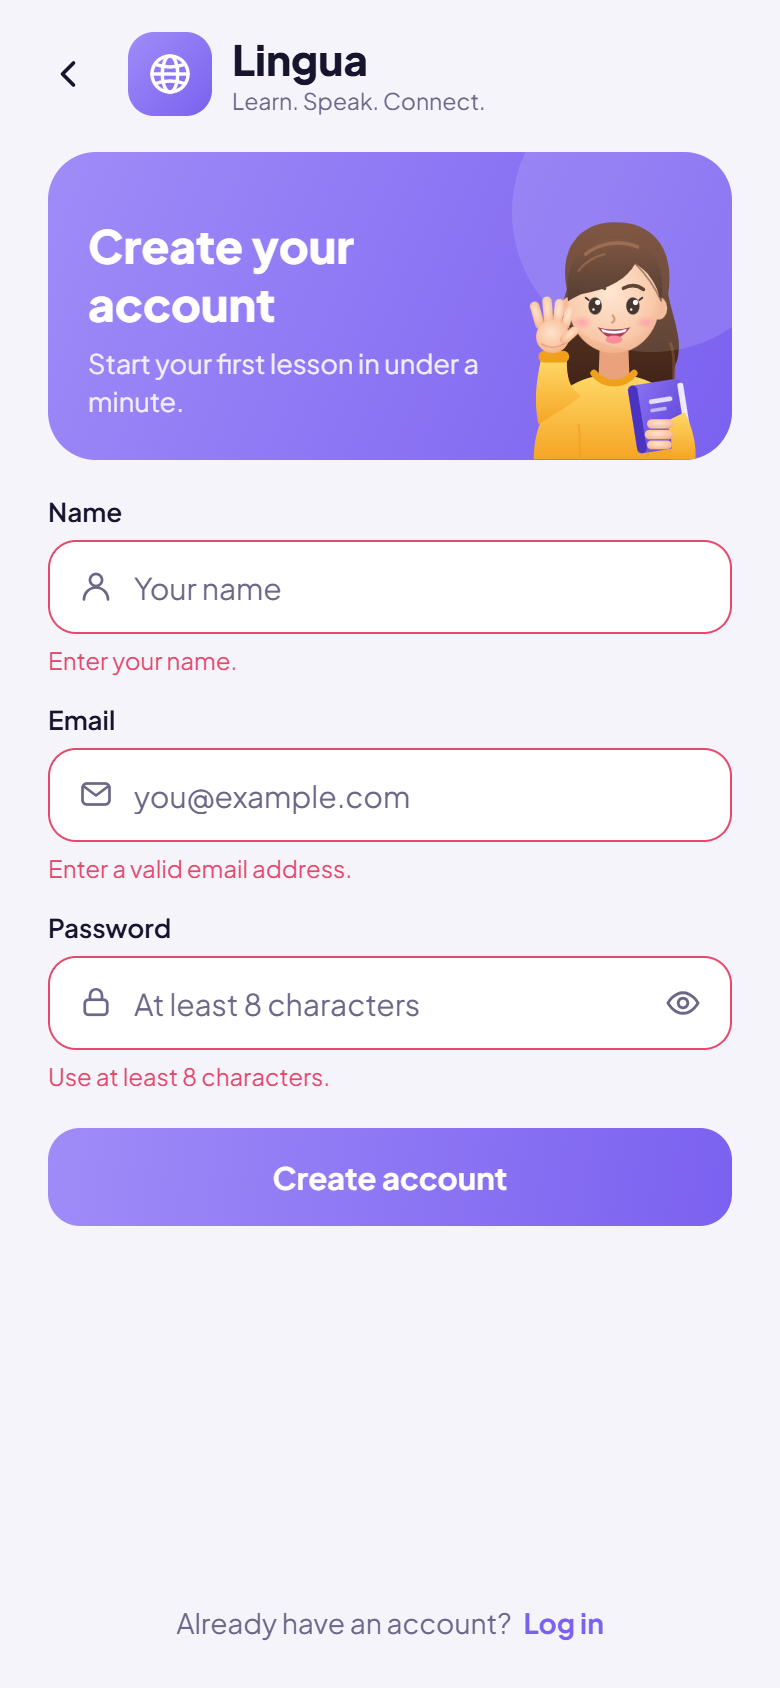 Lingua
Learn. Speak. Connect.
Create your
account
Start your first lesson in under a
minute.
Name
Your name
Enter your name.
Email
you@example.com
Enter a valid email address.
Password
At least 8 characters
Use at least 8 characters.
Create account
Already have an account? Log in